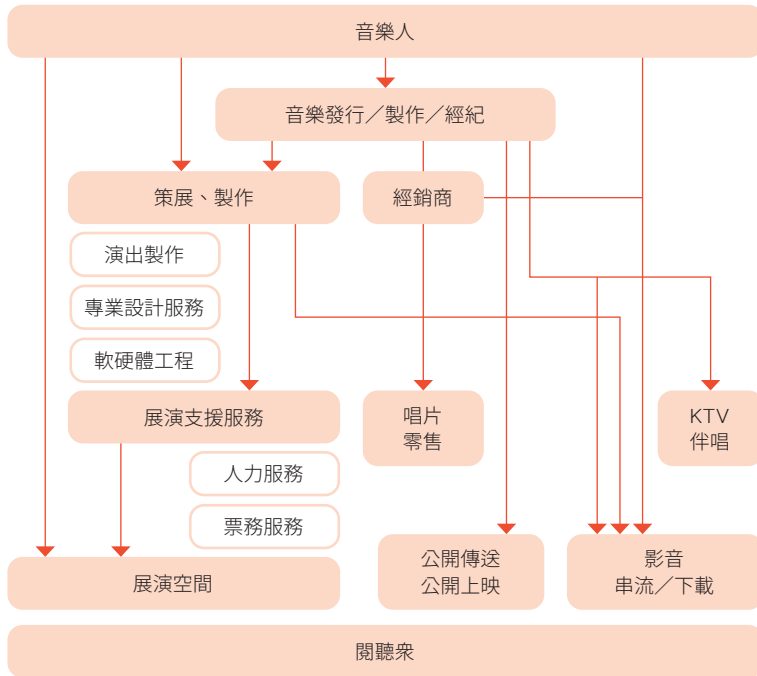 音樂人
音樂發行／製作／經紀
策展、製作
經銷商
演出製作
專業設計服務
軟硬體工程
展演支援服務
唱片
零售
KTV
伴唱
人力服務
票務服務
展演空間
公開傳送
公開上映
影音
串流／下載
閱聽眾